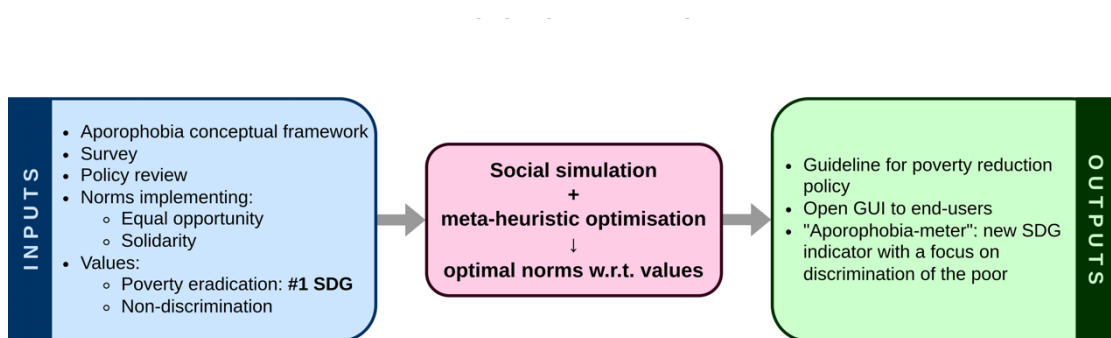 INPUTS
• Aporophobia conceptual framework
• Survey
• Policy review
• Norms implementing:
◦ Equal opportunity
◦ Solidarity
• Values:
◦ Poverty eradication: #1 SDG
◦ Non-discrimination
Social simulation
+
meta-heuristic optimisation
↓
optimal norms w.r.t. values
• Guideline for poverty reduction
policy
• Open GUI to end-users
• "Aporophobia-meter": new SDG
indicator with a focus on
discrimination of the poor
OUTPUTS